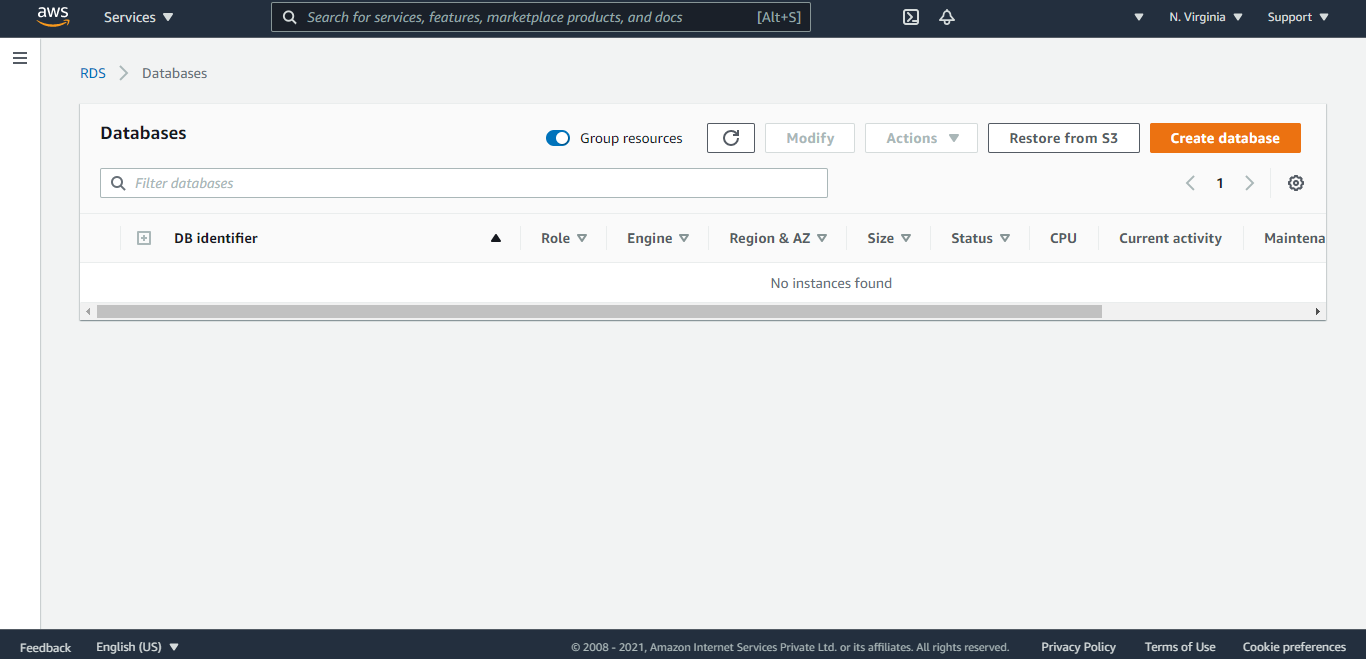 aws Services Search for services, features, marketplace products, and docs [Alt+S] N. Virginia Support
RDS Databases
Databases Group resources Modify Actions Restore from S3 Create database
Filter databases 1
DB identifier Role Engine Region & AZ Size Status CPU Current activity Maintena
No instances found
Feedback English (US) © 2008 - 2021, Amazon Internet Services Private Ltd. or its affiliates. All rights reserved. Privacy Policy Terms of Use Cookie preferences